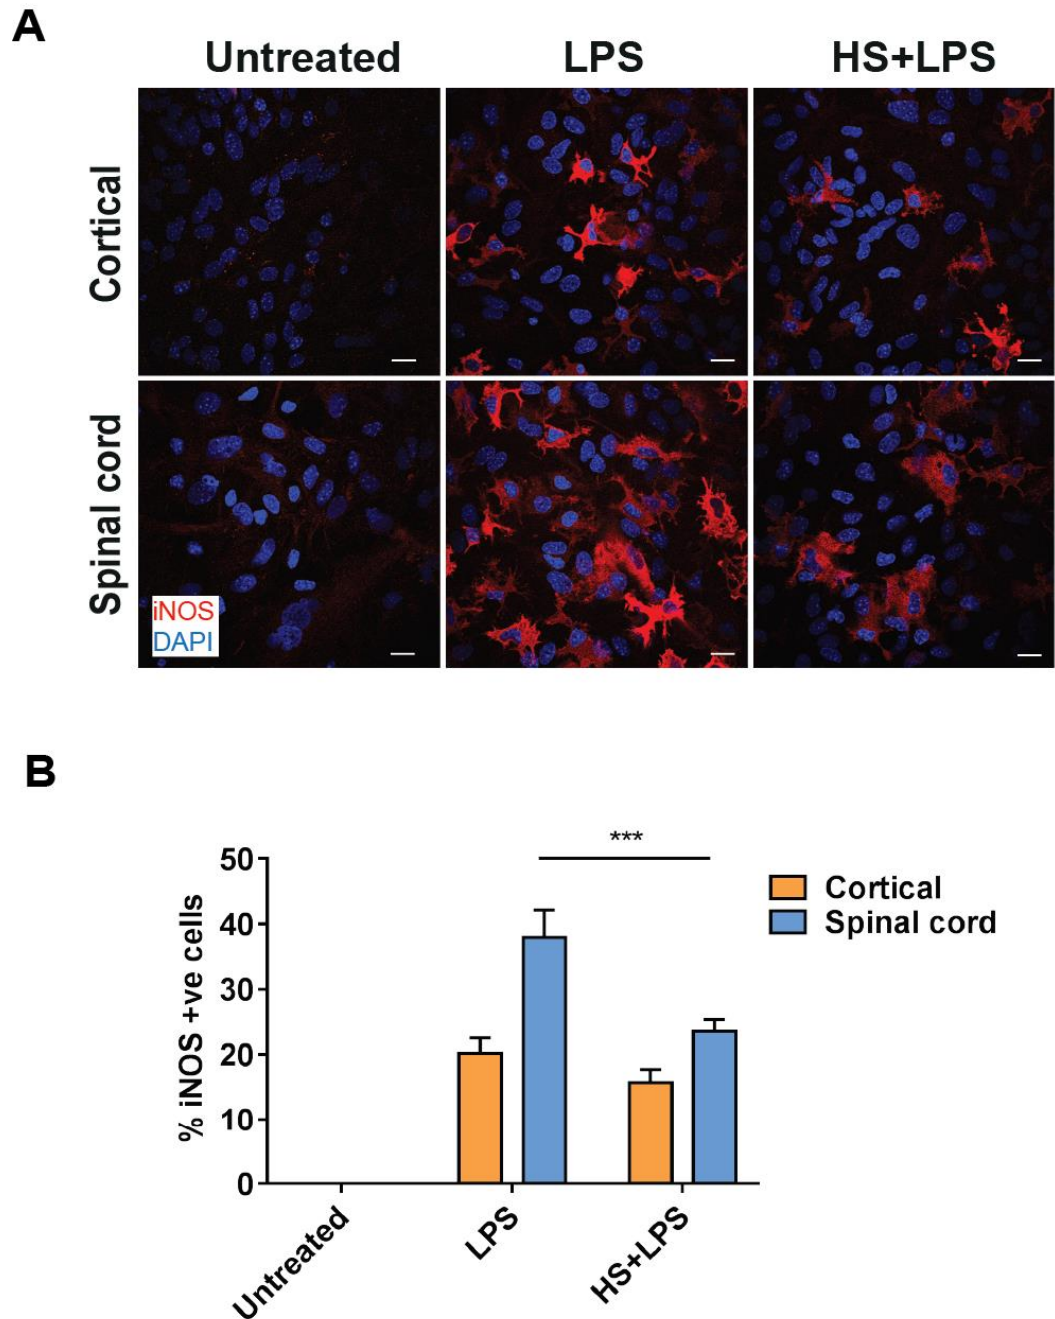 A
Untreated LPS HS+LPS
Cortical
Spinal cord
iNOS
DAPI
B
***
% iNOS +ve cells
50
40
30
20
10
0
Untreated
LPS
HS+LPS
Cortical
Spinal cord